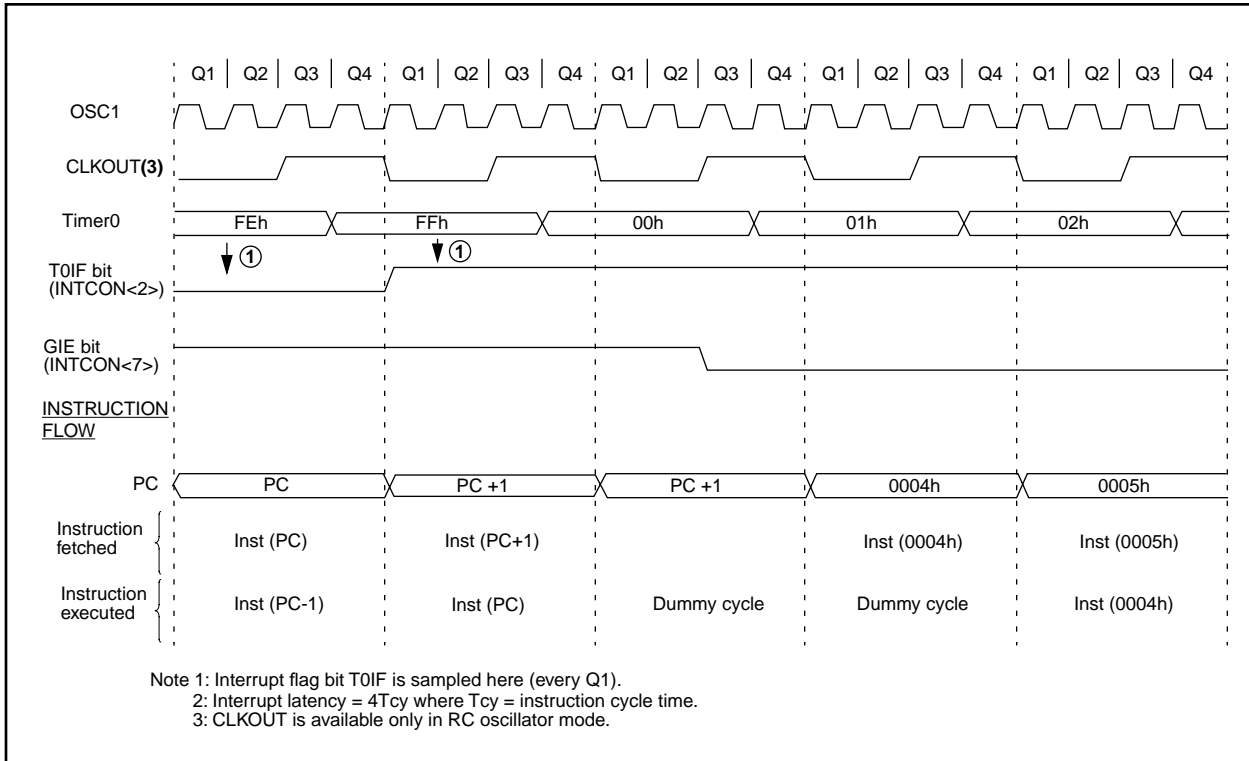 Q1 Q2 Q3 Q4 Q1 Q2 Q3 Q4 Q1 Q2 Q3 Q4 Q1 Q2 Q3 Q4 Q1 Q2 Q3 Q4
OSC1
CLKOUT(3)
Timer0 FEh FFh 00h 01h 02h
① ①
T0IF bit
(INTCON<2>)
GIE bit
(INTCON<7>)
INSTRUCTION
FLOW
PC PC PC +1 PC +1 0004h 0005h
Instruction
fetched
Inst (PC) Inst (PC+1) Inst (0004h) Inst (0005h)
Instruction
executed
Inst (PC-1) Inst (PC) Dummy cycle Dummy cycle Inst (0004h)
Note 1: Interrupt flag bit T0IF is sampled here (every Q1).
2: Interrupt latency = 4Tcy where Tcy = instruction cycle time.
3: CLKOUT is available only in RC oscillator mode.